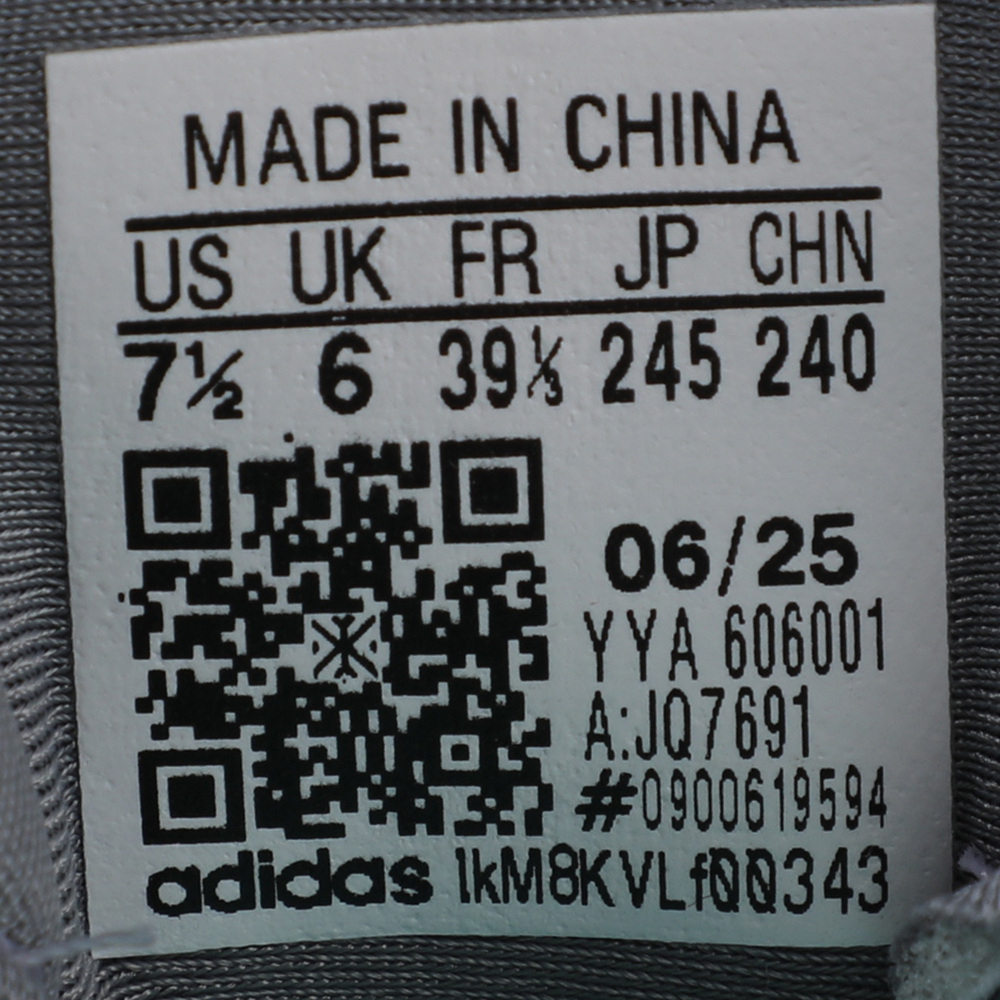 MADE IN CHINA
US UK FR JP CHN
7½ 6 39⅓ 245 240
06/25
YYA 606001
A:JQ7691
#0900619594
adidas lkM8KVLf00343